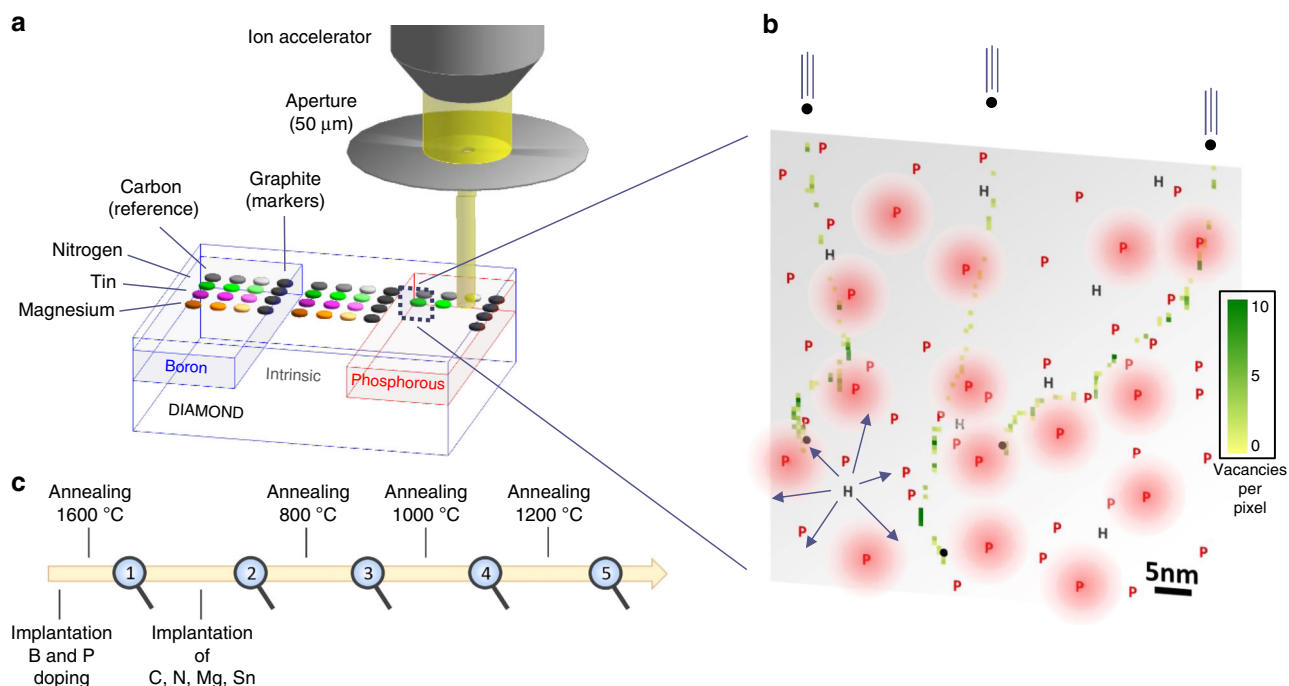 a
Ion accelerator
Aperture
(50 μm)
Carbon
(reference)
Graphite
(markers)
Nitrogen
Tin
Magnesium
Boron
Intrinsic
Phosphorous
DIAMOND
b
P P P P H H P P P P P P P H P P P P P H P P P P P P P H P P P P P P P H P P P P P P P P H P P P P P P P P H P P P P P
10
5
0
Vacancies
per
pixel
5nm
c
Annealing
1600 °C
Annealing
800 °C
Annealing
1000 °C
Annealing
1200 °C
1 2 3 4 5
Implantation
B and P
doping
Implantation
of
C, N, Mg, Sn